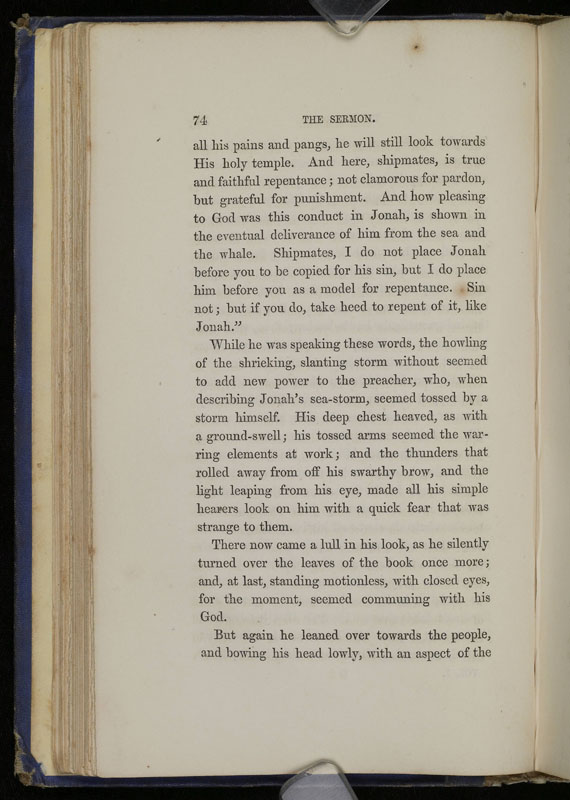 74 THE SERMON.
all his pains and pangs, he will still look towards
His holy temple. And here, shipmates, is true
and faithful repentance; not clamorous for pardon,
but grateful for punishment. And how pleasing
to God was this conduct in Jonah, is shown in
the eventual deliverance of him from the sea and
the whale. Shipmates, I do not place Jonah
before you to be copied for his sin, but I do place
him before you as a model for repentance. Sin
not; but if you do, take heed to repent of it, like
Jonah.”
While he was speaking these words, the howling
of the shrieking, slanting storm without seemed
to add new power to the preacher, who, when
describing Jonah’s sea-storm, seemed tossed by a
storm himself. His deep chest heaved, as with
a ground-swell; his tossed arms seemed the war-
ring elements at work; and the thunders that
rolled away from off his swarthy brow, and the
light leaping from his eye, made all his simple
hearers look on him with a quick fear that was
strange to them.
There now came a lull in his look, as he silently
turned over the leaves of the book once more;
and, at last, standing motionless, with closed eyes,
for the moment, seemed communing with his
God.
But again he leaned over towards the people,
and bowing his head lowly, with an aspect of the